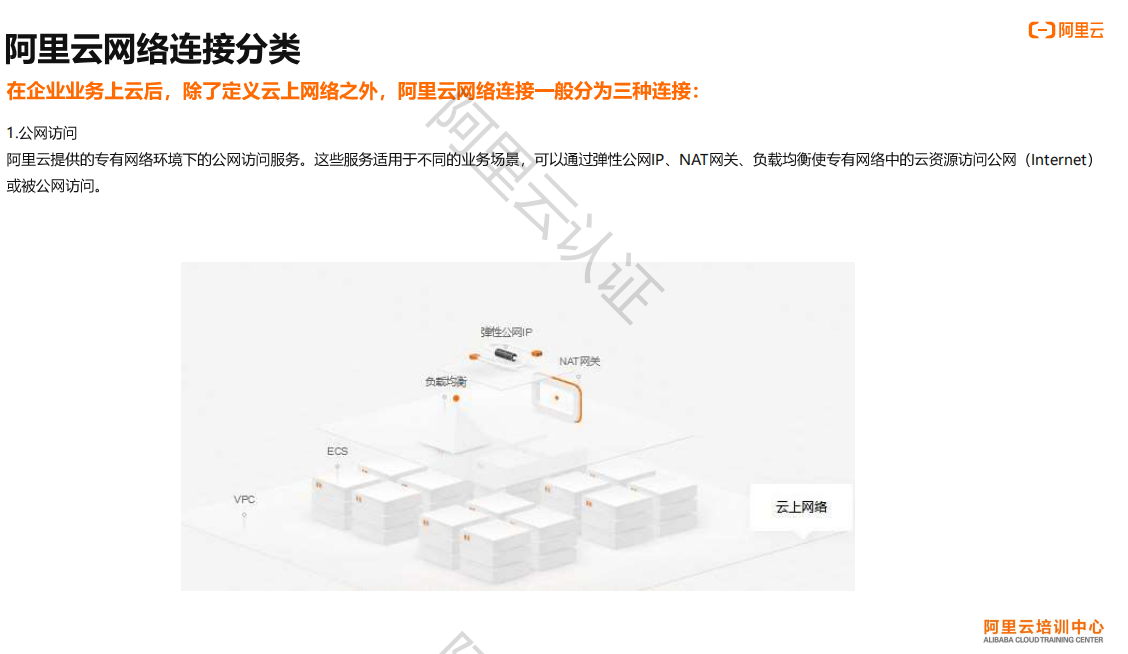 阿里云
阿里云网络连接分类
在企业业务上云后，除了定义云上网络之外，阿里云网络连接一般分为三种连接：
1.公网访问
阿里云提供的专有网络环境下的公网访问服务。这些服务适用于不同的业务场景，可以通过弹性公网IP、NAT网关、负载均衡使专有网络中的云资源访问公网（Internet）
或被公网访问。
阿里云认证
弹性公网IP
NAT网关
负载均衡
ECS
VPC
云上网络
阿里云培训中心
ALIBABA CLOUD TRAINING CENTER
阿